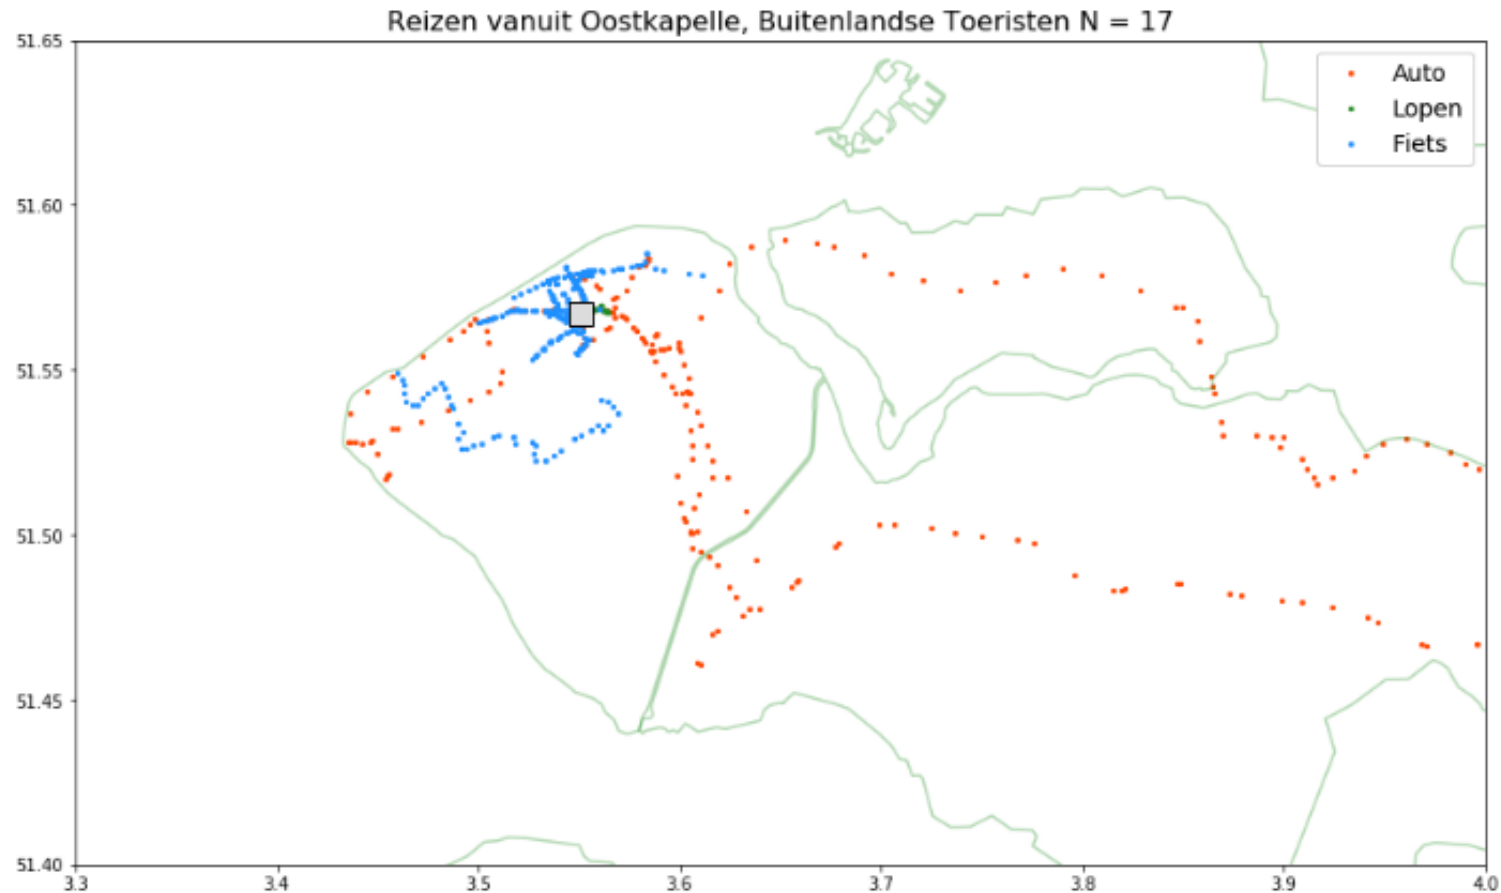 Reizen vanuit Oostkapelle, Buitenlandse Toeristen N = 17
51.65
Auto
Lopen
Fiets
51.60
51.55
51.50
51.45
51.40
3.3 3.4 3.5 3.6 3.7 3.8 3.9 4.0